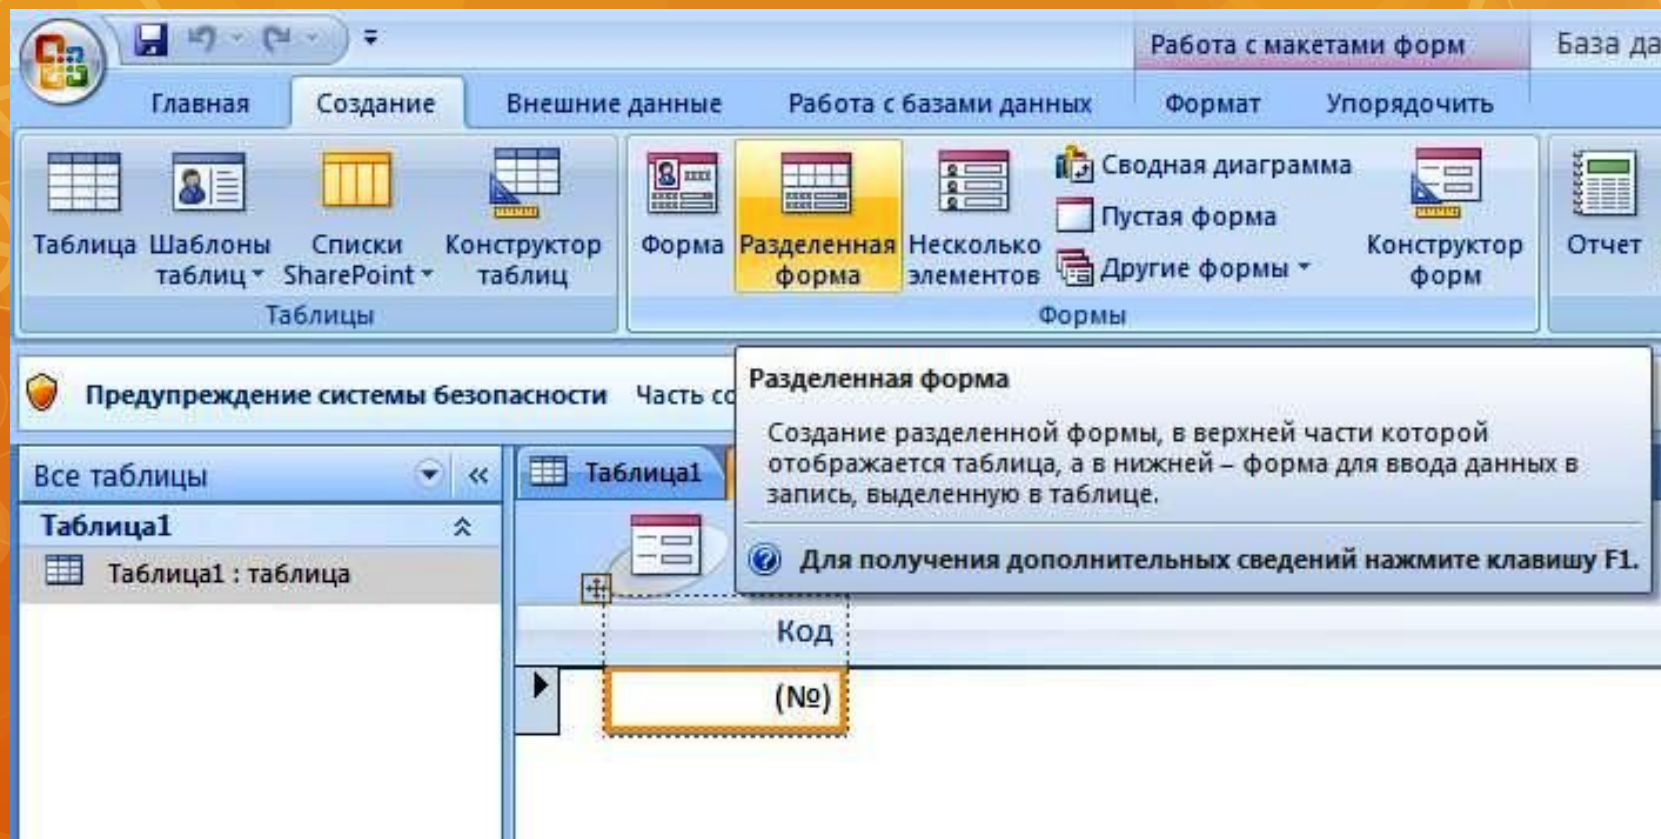 Работа с макетами форм
База да
Главная
Создание
Внешние данные
Работа с базами данных
Формат
Упорядочить
Таблица
Шаблоны
таблиц
Списки
SharePoint
Конструктор
таблиц
Таблицы
Форма
Разделенная
форма
Несколько
элементов
Сводная диаграмма
Пустая форма
Другие формы
Конструктор
форм
Формы
Отчет
Предупреждение системы безопасности Часть со
Разделенная форма
Создание разделенной формы, в верхней части которой
отображается таблица, а в нижней – форма для ввода данных в
запись, выделенную в таблице.
Для получения дополнительных сведений нажмите клавишу F1.
Все таблицы
Таблица1
Таблица1 : таблица
Таблица1
Код
(№)